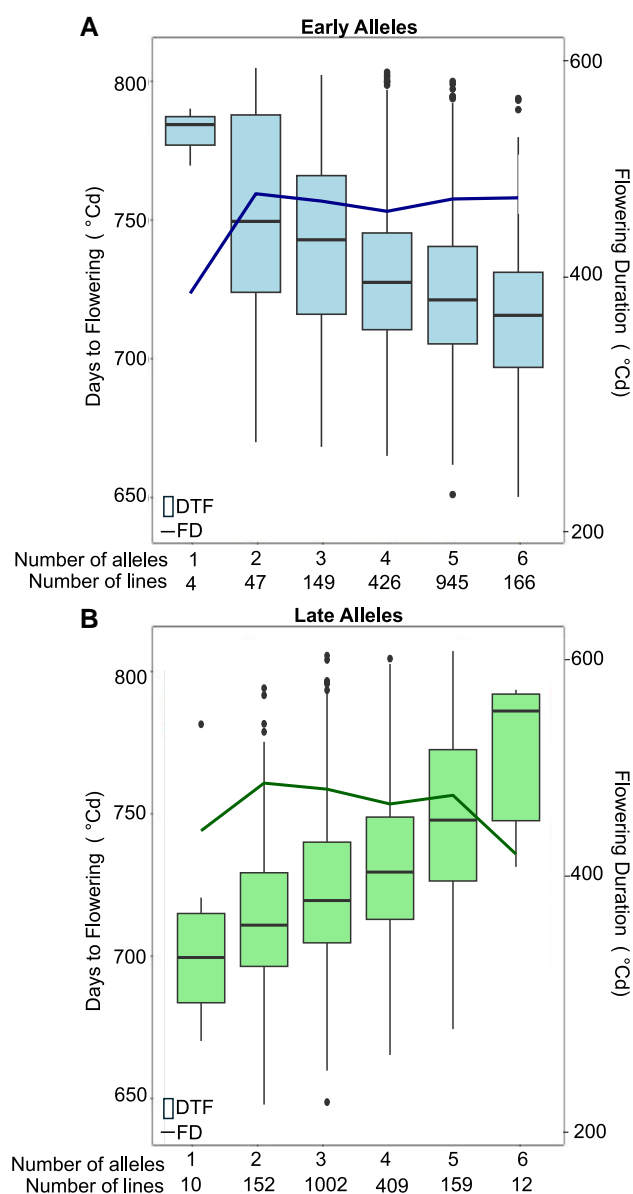 A
Early Alleles
800
750
700
650
Days to Flowering ( °Cd)
600
400
200
Flowering Duration ( °Cd)
DTF
FD
Number of alleles 1 2 3 4 5 6
Number of lines 4 47 149 426 945 166
B
Late Alleles
800
750
700
650
Days to Flowering ( °Cd)
600
400
200
Flowering Duration ( °Cd)
DTF
FD
Number of alleles 1 2 3 4 5 6
Number of lines 10 152 1002 409 159 12